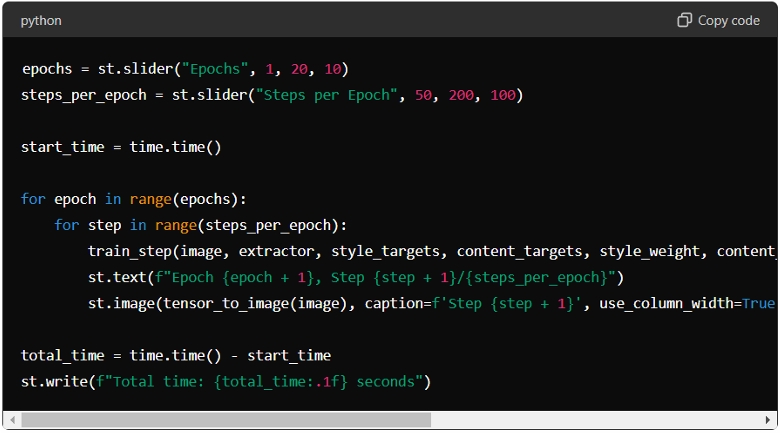 python
Copy code
epochs = st.slider("Epochs", 1, 20, 10)
steps_per_epoch = st.slider("Steps per Epoch", 50, 200, 100)
start_time = time.time()
for epoch in range(epochs):
for step in range(steps_per_epoch):
train_step(image, extractor, style_targets, content_targets, style_weight, content_
st.text(f"Epoch {epoch + 1}, Step {step + 1}/{steps_per_epoch}")
st.image(tensor_to_image(image), caption=f'Step {step + 1}', use_column_width=True
total_time = time.time() - start_time
st.write(f"Total time: {total_time:.1f} seconds")